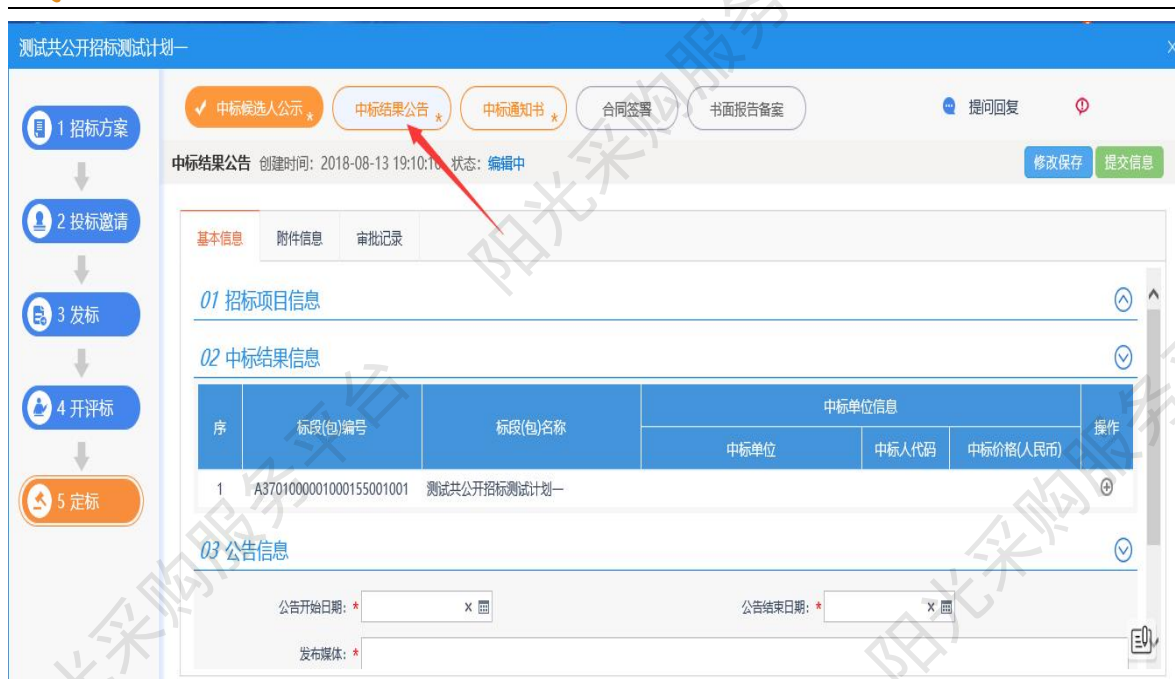 测试共公开招标测试计划一
中标候选人公示 * 中标结果公告 * 中标通知书 * 合同签署 书面报告备案 提问回复
1 招标方案
中标结果公告 创建时间：2018-08-13 19:10:10 状态：编辑中 修改保存 提交信息
2 投标邀请
基本信息 附件信息 审批记录
01 招标项目信息
3 发标
02 中标结果信息
4 开评标
序 标段(包)编号 标段(包)名称 中标单位信息 操作
中标单位 中标人代码 中标价格(人民币)
1 A3701000001000155001001 测试共公开招标测试计划一
5 定标
03 公告信息
公告开始日期：* 公告结束日期：*
发布媒体：*
阳光采购服务平台